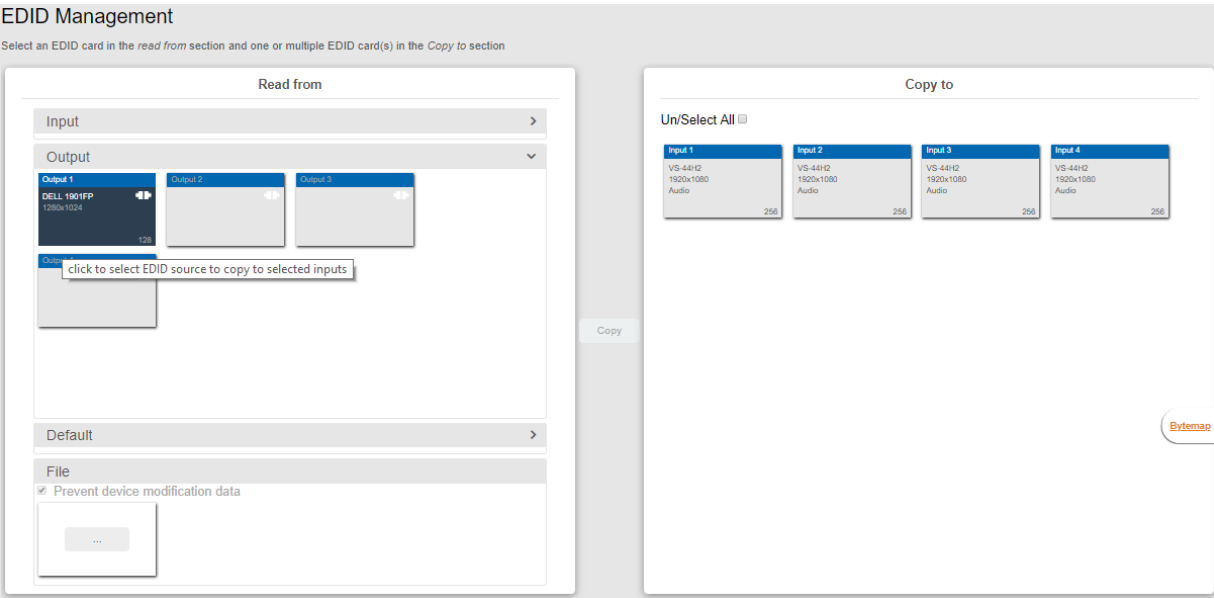 EDID Management
Select an EDID card in the read from section and one or multiple EDID card(s) in the Copy to section
Read from
Input
Output
Output 1
DELL 1901FP
1280x1024
128
Output 2
Output 3
click to select EDID source to copy to selected inputs
Default
File
Prevent device modification data
...
Copy
Copy to
Un/Select All
Input 1
VS-44H2
1920x1080
Audio
256
Input 2
VS-44H2
1920x1080
Audio
256
Input 3
VS-44H2
1920x1080
Audio
256
Input 4
VS-44H2
1920x1080
Audio
256
Bytemap